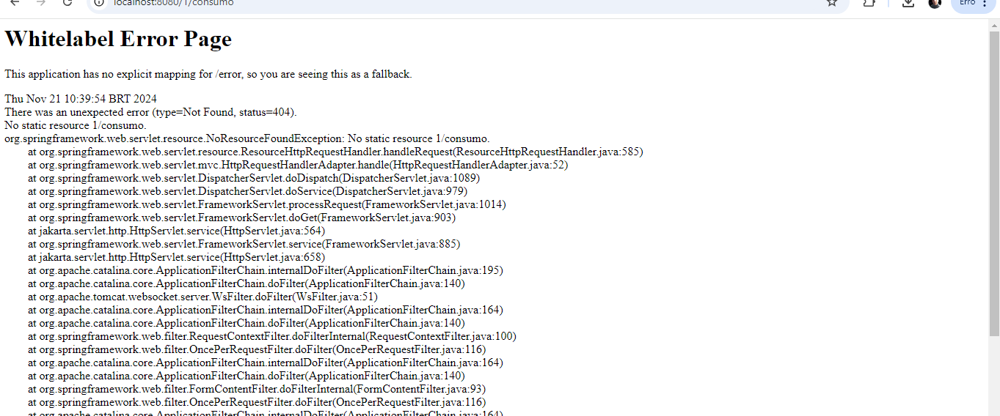 localhost:8080/1/consumo
Erro
Whitelabel Error Page
This application has no explicit mapping for /error, so you are seeing this as a fallback.
Thu Nov 21 10:39:54 BRT 2024
There was an unexpected error (type=Not Found, status=404).
No static resource 1/consumo.
org.springframework.web.servlet.resource.NoResourceFoundException: No static resource 1/consumo.
at org.springframework.web.servlet.resource.ResourceHttpRequestHandler.handleRequest(ResourceHttpRequestHandler.java:585)
at org.springframework.web.servlet.mvc.HttpRequestHandlerAdapter.handle(HttpRequestHandlerAdapter.java:52)
at org.springframework.web.servlet.DispatcherServlet.doDispatch(DispatcherServlet.java:1089)
at org.springframework.web.servlet.DispatcherServlet.doService(DispatcherServlet.java:979)
at org.springframework.web.servlet.FrameworkServlet.processRequest(FrameworkServlet.java:1014)
at org.springframework.web.servlet.FrameworkServlet.doGet(FrameworkServlet.java:903)
at jakarta.servlet.http.HttpServlet.service(HttpServlet.java:564)
at org.springframework.web.servlet.FrameworkServlet.service(FrameworkServlet.java:885)
at jakarta.servlet.http.HttpServlet.service(HttpServlet.java:658)
at org.apache.catalina.core.ApplicationFilterChain.internalDoFilter(ApplicationFilterChain.java:195)
at org.apache.catalina.core.ApplicationFilterChain.doFilter(ApplicationFilterChain.java:140)
at org.apache.tomcat.websocket.server.WsFilter.doFilter(WsFilter.java:51)
at org.apache.catalina.core.ApplicationFilterChain.internalDoFilter(ApplicationFilterChain.java:164)
at org.apache.catalina.core.ApplicationFilterChain.doFilter(ApplicationFilterChain.java:140)
at org.springframework.web.filter.RequestContextFilter.doFilterInternal(RequestContextFilter.java:100)
at org.springframework.web.filter.OncePerRequestFilter.doFilter(OncePerRequestFilter.java:116)
at org.apache.catalina.core.ApplicationFilterChain.internalDoFilter(ApplicationFilterChain.java:164)
at org.apache.catalina.core.ApplicationFilterChain.doFilter(ApplicationFilterChain.java:140)
at org.springframework.web.filter.FormContentFilter.doFilterInternal(FormContentFilter.java:93)
at org.springframework.web.filter.OncePerRequestFilter.doFilter(OncePerRequestFilter.java:116)
at org.apache.catalina.core.ApplicationFilterChain.internalDoFilter(ApplicationFilterChain.java:164)